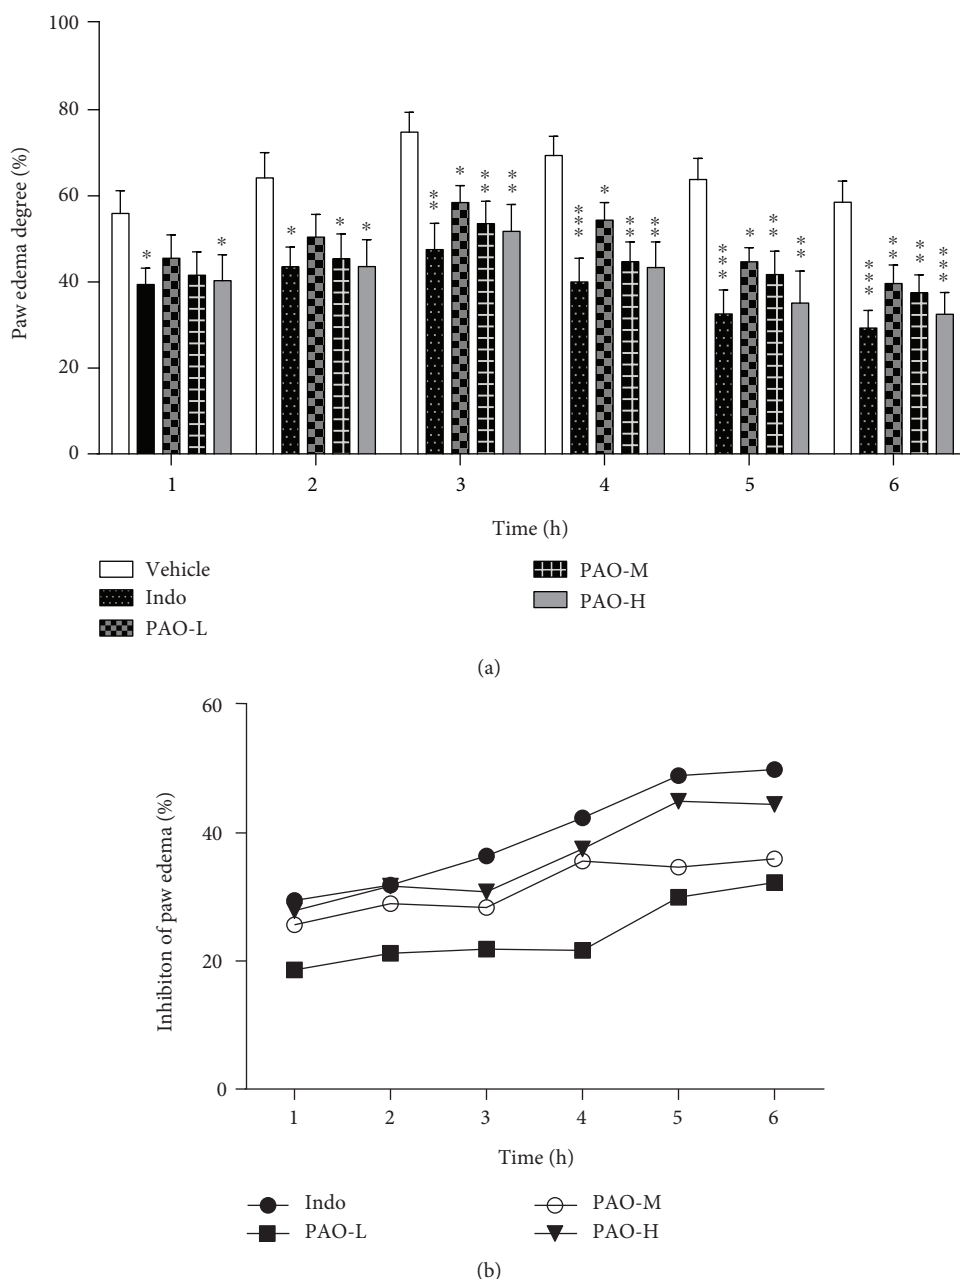 100
80
60
40
20
0
Paw edema degree (%)
* *
* * *
** * ** **
*** * ** **
*** * ** **
*** ** ** ***
1 2 3 4 5 6
Time (h)
Vehicle
Indo
PAO-L
PAO-M
PAO-H
(a)
60
40
20
0
Inhibiton of paw edema (%)
1 2 3 4 5 6
Time (h)
Indo
PAO-L
PAO-M
PAO-H
(b)